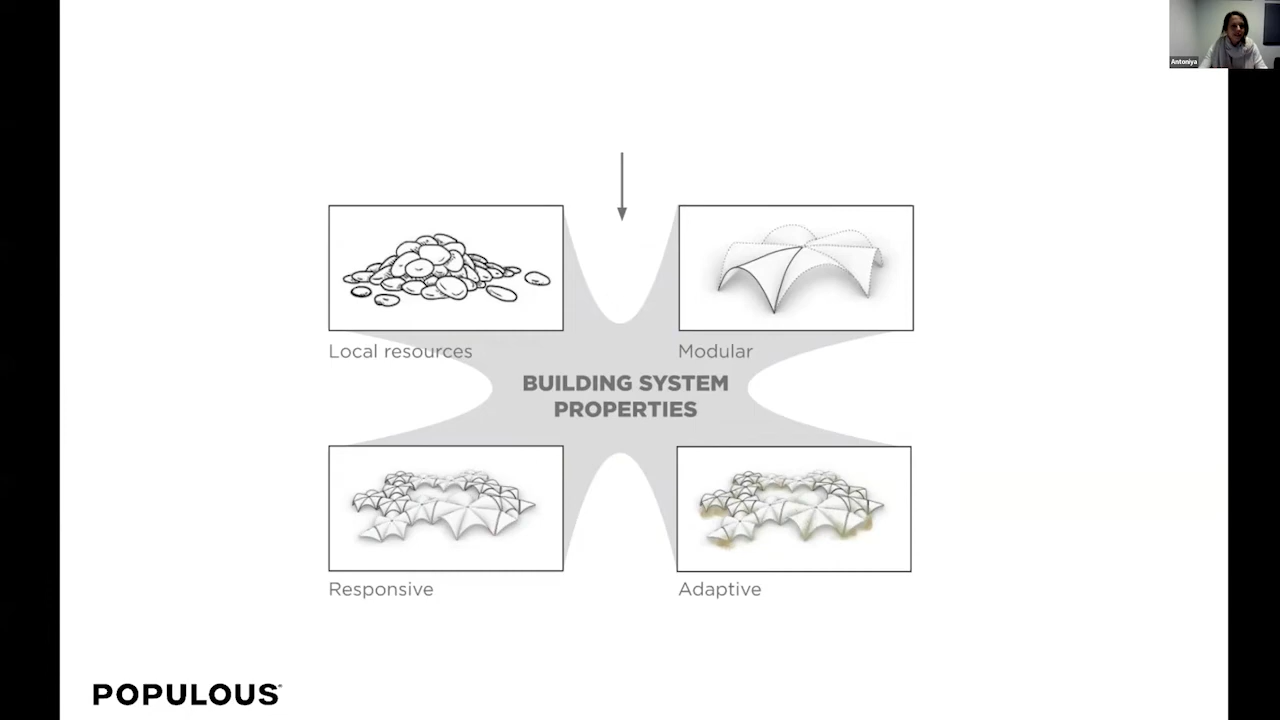 Antoniya
Local resources
Modular
BUILDING SYSTEM
PROPERTIES
Responsive
Adaptive
POPULOUS